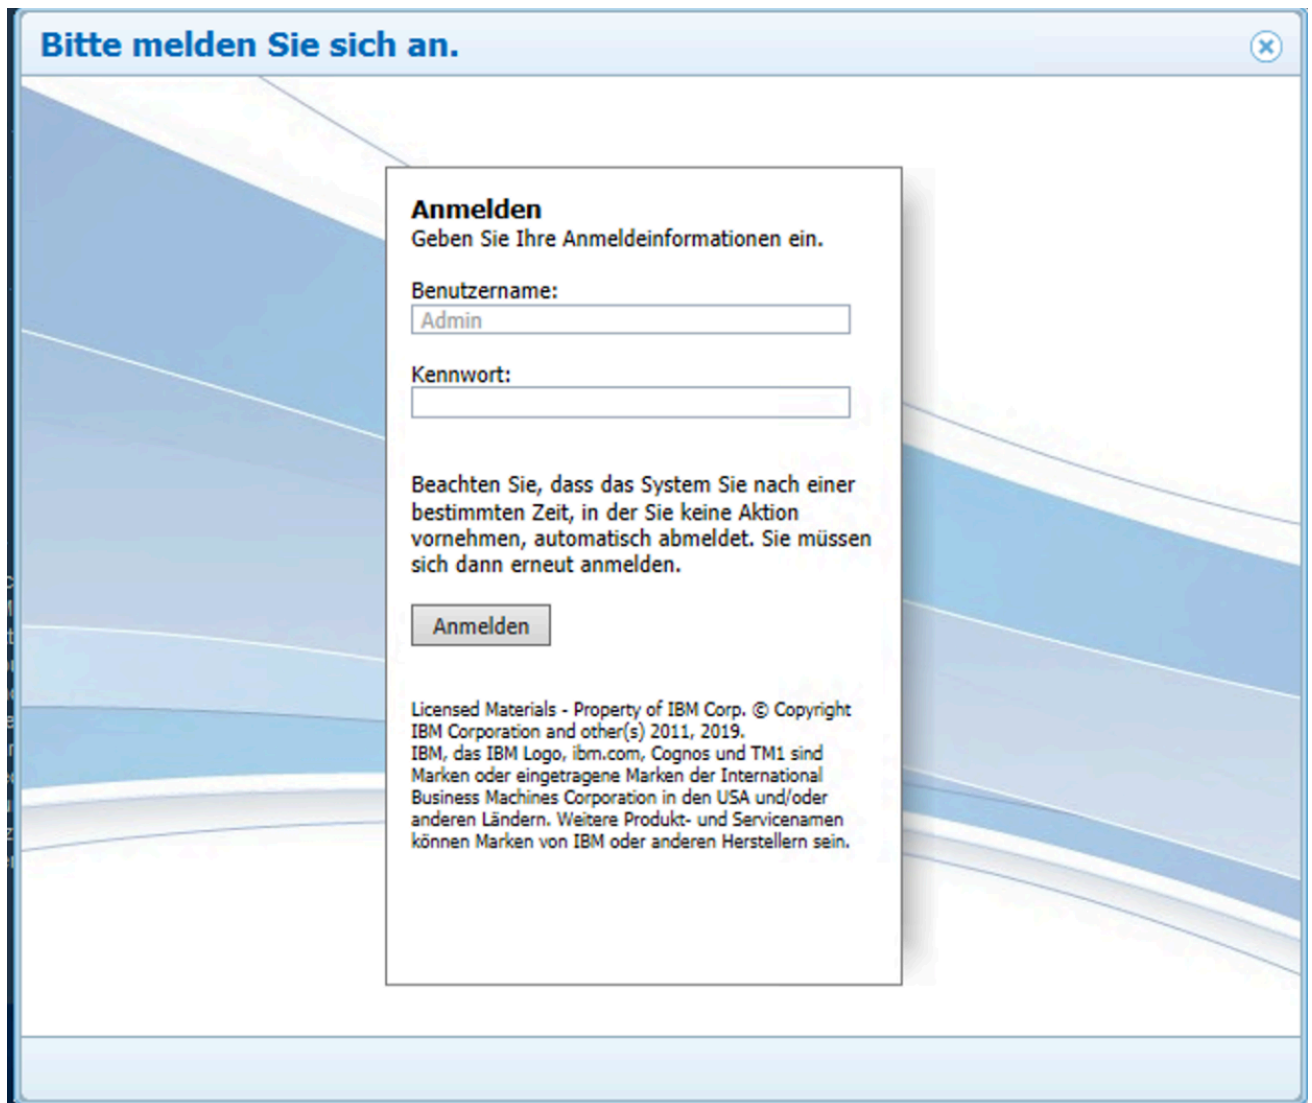 Bitte melden Sie sich an.
Anmelden
Geben Sie Ihre Anmeldeinformationen ein.
Benutzername:
Admin
Kennwort:
Beachten Sie, dass das System Sie nach einer
bestimmten Zeit, in der Sie keine Aktion
vornehmen, automatisch abmeldet. Sie müssen
sich dann erneut anmelden.
Anmelden
Licensed Materials - Property of IBM Corp. © Copyright
IBM Corporation and other(s) 2011, 2019.
IBM, das IBM Logo, ibm.com, Cognos und TM1 sind
Marken oder eingetragene Marken der International
Business Machines Corporation in den USA und/oder
anderen Ländern. Weitere Produkt- und Servicenamen
können Marken von IBM oder anderen Herstellern sein.